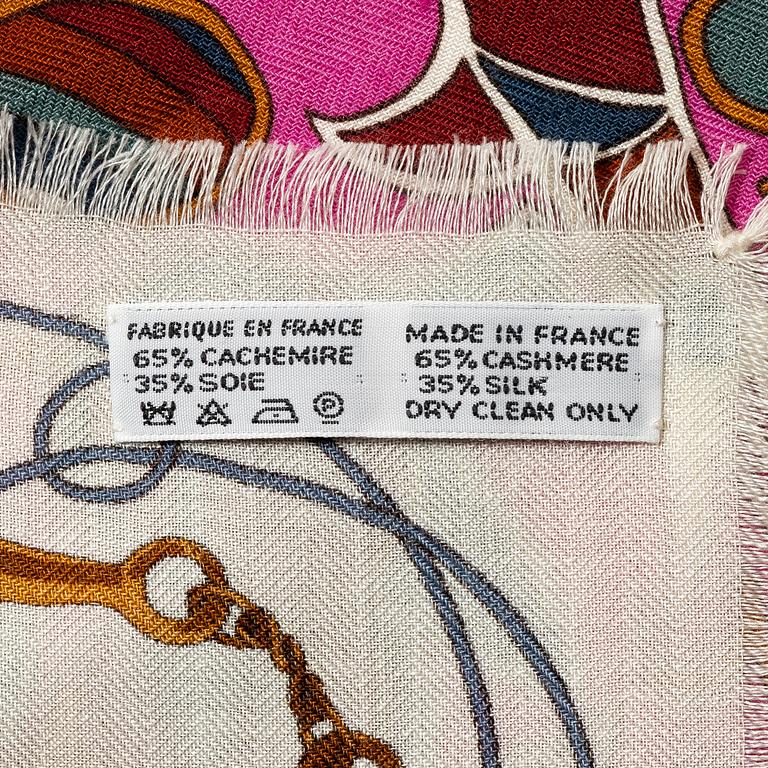 FABRIQUE EN FRANCE
65% CACHEMIRE
35% SOIE
P
MADE IN FRANCE
65% CASHMERE
35% SILK
DRY CLEAN ONLY